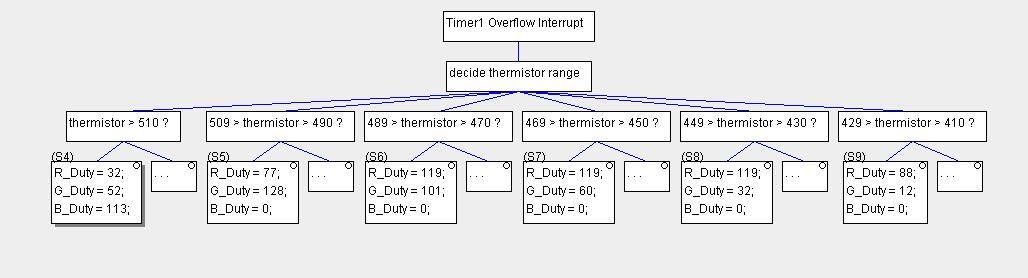 Timer1 Overflow Interrupt
decide thermistor range
thermistor > 510 ?
509 > thermistor > 490 ?
489 > thermistor > 470 ?
469 > thermistor > 450 ?
449 > thermistor > 430 ?
429 > thermistor > 410 ?
(S4)
R_Duty = 32;
G_Duty = 52;
B_Duty = 113;
. . .
(S5)
R_Duty = 77;
G_Duty = 128;
B_Duty = 0;
. . .
(S6)
R_Duty = 119;
G_Duty = 101;
B_Duty = 0;
. . .
(S7)
R_Duty = 119;
G_Duty = 60;
B_Duty = 0;
. . .
(S8)
R_Duty = 119;
G_Duty = 32;
B_Duty = 0;
. . .
(S9)
R_Duty = 88;
G_Duty = 12;
B_Duty = 0;
. . .